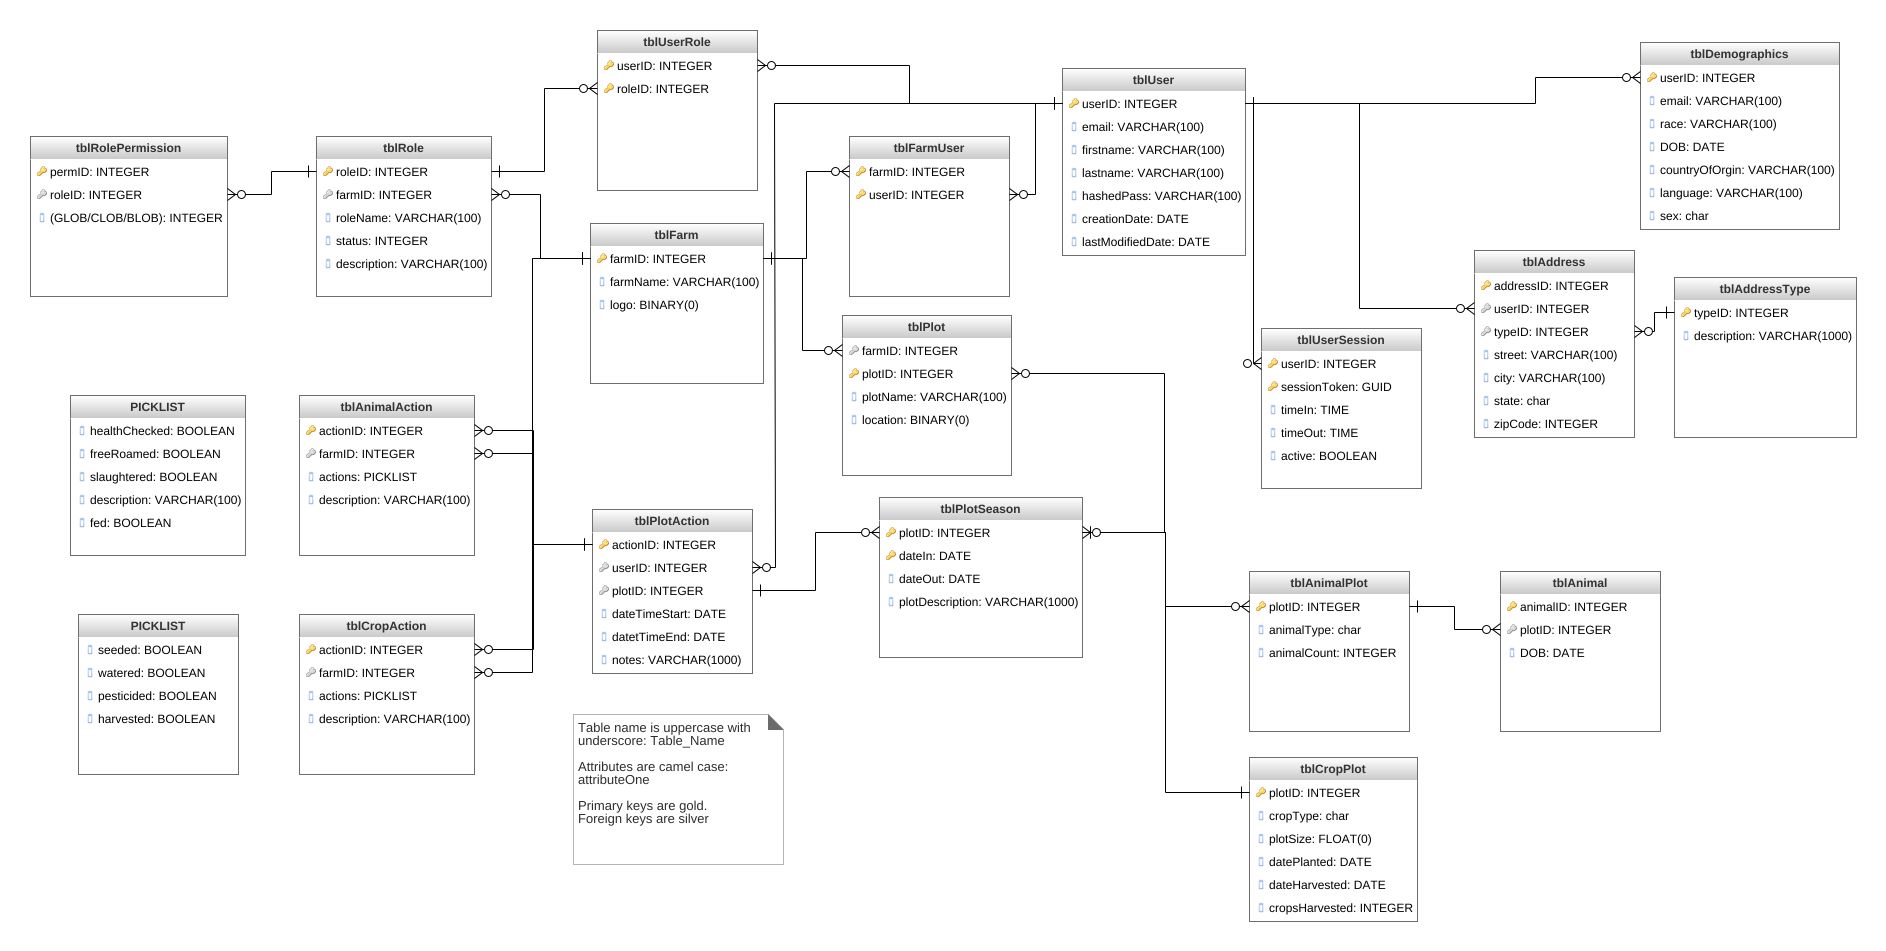 tblUserRole
userID: INTEGER
roleID: INTEGER
tblDemographics
userID: INTEGER
email: VARCHAR(100)
race: VARCHAR(100)
DOB: DATE
countryOfOrgin: VARCHAR(100)
language: VARCHAR(100)
sex: char
tblUser
userID: INTEGER
email: VARCHAR(100)
firstname: VARCHAR(100)
lastname: VARCHAR(100)
hashedPass: VARCHAR(100)
creationDate: DATE
lastModifiedDate: DATE
tblRolePermission
permID: INTEGER
roleID: INTEGER
(GLOB/CLOB/BLOB): INTEGER
tblRole
roleID: INTEGER
farmID: INTEGER
roleName: VARCHAR(100)
status: INTEGER
description: VARCHAR(100)
tblFarmUser
farmID: INTEGER
userID: INTEGER
tblFarm
farmID: INTEGER
farmName: VARCHAR(100)
logo: BINARY(0)
tblAddress
addressID: INTEGER
userID: INTEGER
typeID: INTEGER
street: VARCHAR(100)
city: VARCHAR(100)
state: char
zipCode: INTEGER
tblAddressType
typeID: INTEGER
description: VARCHAR(1000)
tblPlot
farmID: INTEGER
plotID: INTEGER
plotName: VARCHAR(100)
location: BINARY(0)
tblUserSession
userID: INTEGER
sessionToken: GUID
timeIn: TIME
timeOut: TIME
active: BOOLEAN
PICKLIST
healthChecked: BOOLEAN
freeRoamed: BOOLEAN
slaughtered: BOOLEAN
description: VARCHAR(100)
fed: BOOLEAN
tblAnimalAction
actionID: INTEGER
farmID: INTEGER
actions: PICKLIST
description: VARCHAR(100)
tblPlotAction
actionID: INTEGER
userID: INTEGER
plotID: INTEGER
dateTimeStart: DATE
datetTimeEnd: DATE
notes: VARCHAR(1000)
tblPlotSeason
plotID: INTEGER
dateIn: DATE
dateOut: DATE
plotDescription: VARCHAR(1000)
tblAnimalPlot
plotID: INTEGER
animalType: char
animalCount: INTEGER
tblAnimal
animalID: INTEGER
plotID: INTEGER
DOB: DATE
PICKLIST
seeded: BOOLEAN
watered: BOOLEAN
pesticided: BOOLEAN
harvested: BOOLEAN
tblCropAction
actionID: INTEGER
farmID: INTEGER
actions: PICKLIST
description: VARCHAR(100)
Table name is uppercase with
underscore: Table_Name
Attributes are camel case:
attributeOne
Primary keys are gold.
Foreign keys are silver
tblCropPlot
plotID: INTEGER
cropType: char
plotSize: FLOAT(0)
datePlanted: DATE
dateHarvested: DATE
cropsHarvested: INTEGER